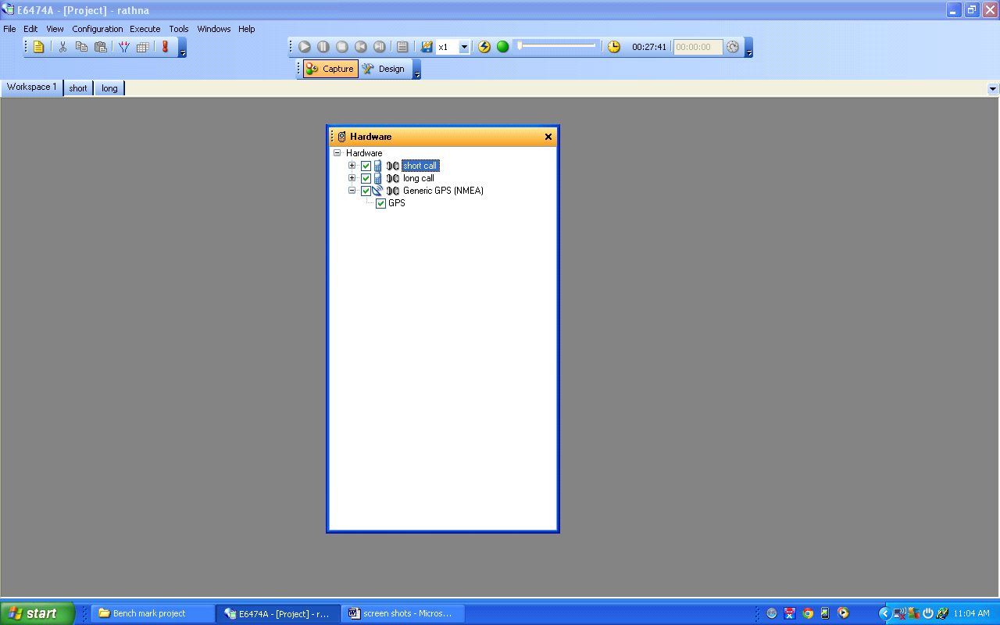 E6474A - [Project] - rathna
File Edit View Configuration Execute Tools Windows Help
x1 00:27:41 00:00:00
Capture Design
Workspace 1 short long
Hardware
Hardware
short call
long call
Generic GPS (NMEA)
GPS
start Bench mark project E6474A - [Project] - r... screen shots - Micros... 11:04 AM